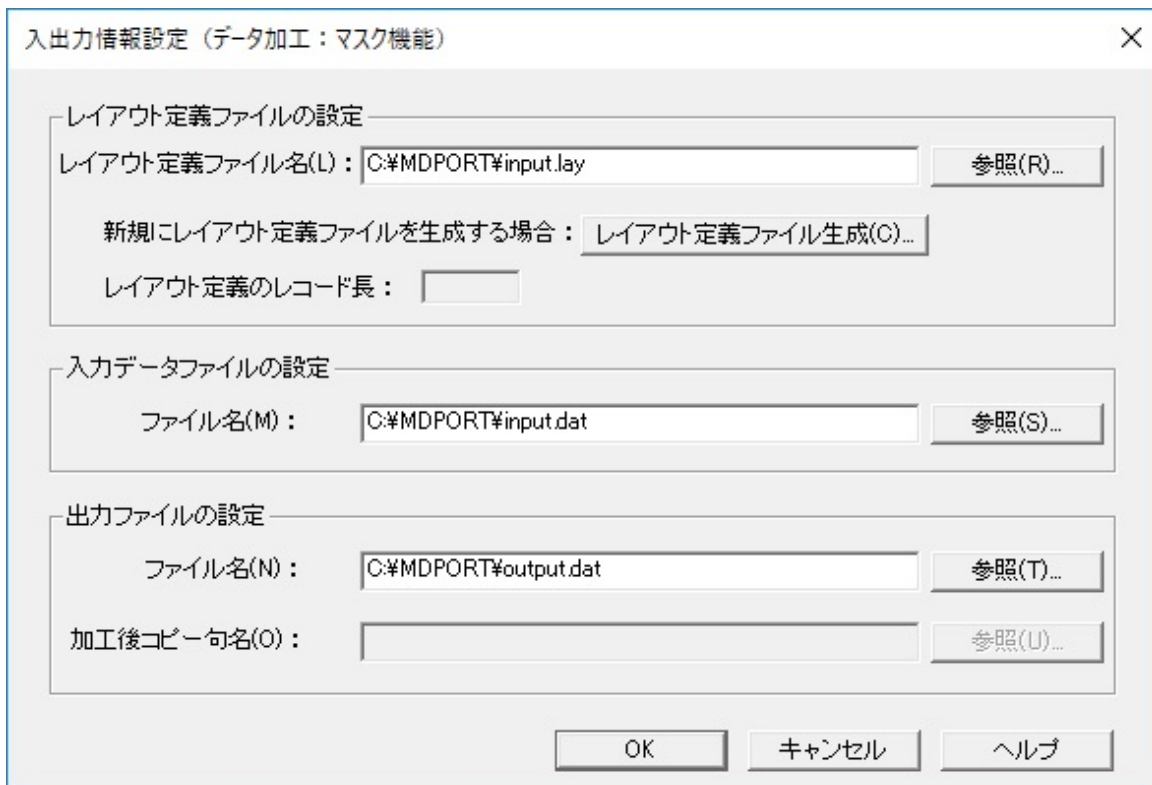 入出力情報設定（データ加工：マスク機能）
レイアウト定義ファイルの設定
レイアウト定義ファイル名(L)： C:¥MDPORT¥input.lay 参照(R)...
新規にレイアウト定義ファイルを生成する場合： レイアウト定義ファイル生成(C)...
レイアウト定義のレコード長：
入力データファイルの設定
ファイル名(M)： C:¥MDPORT¥input.dat 参照(S)...
出力ファイルの設定
ファイル名(N)： C:¥MDPORT¥output.dat 参照(T)...
加工後コピー句名(O)： 参照(U)...
OK キャンセル ヘルプ